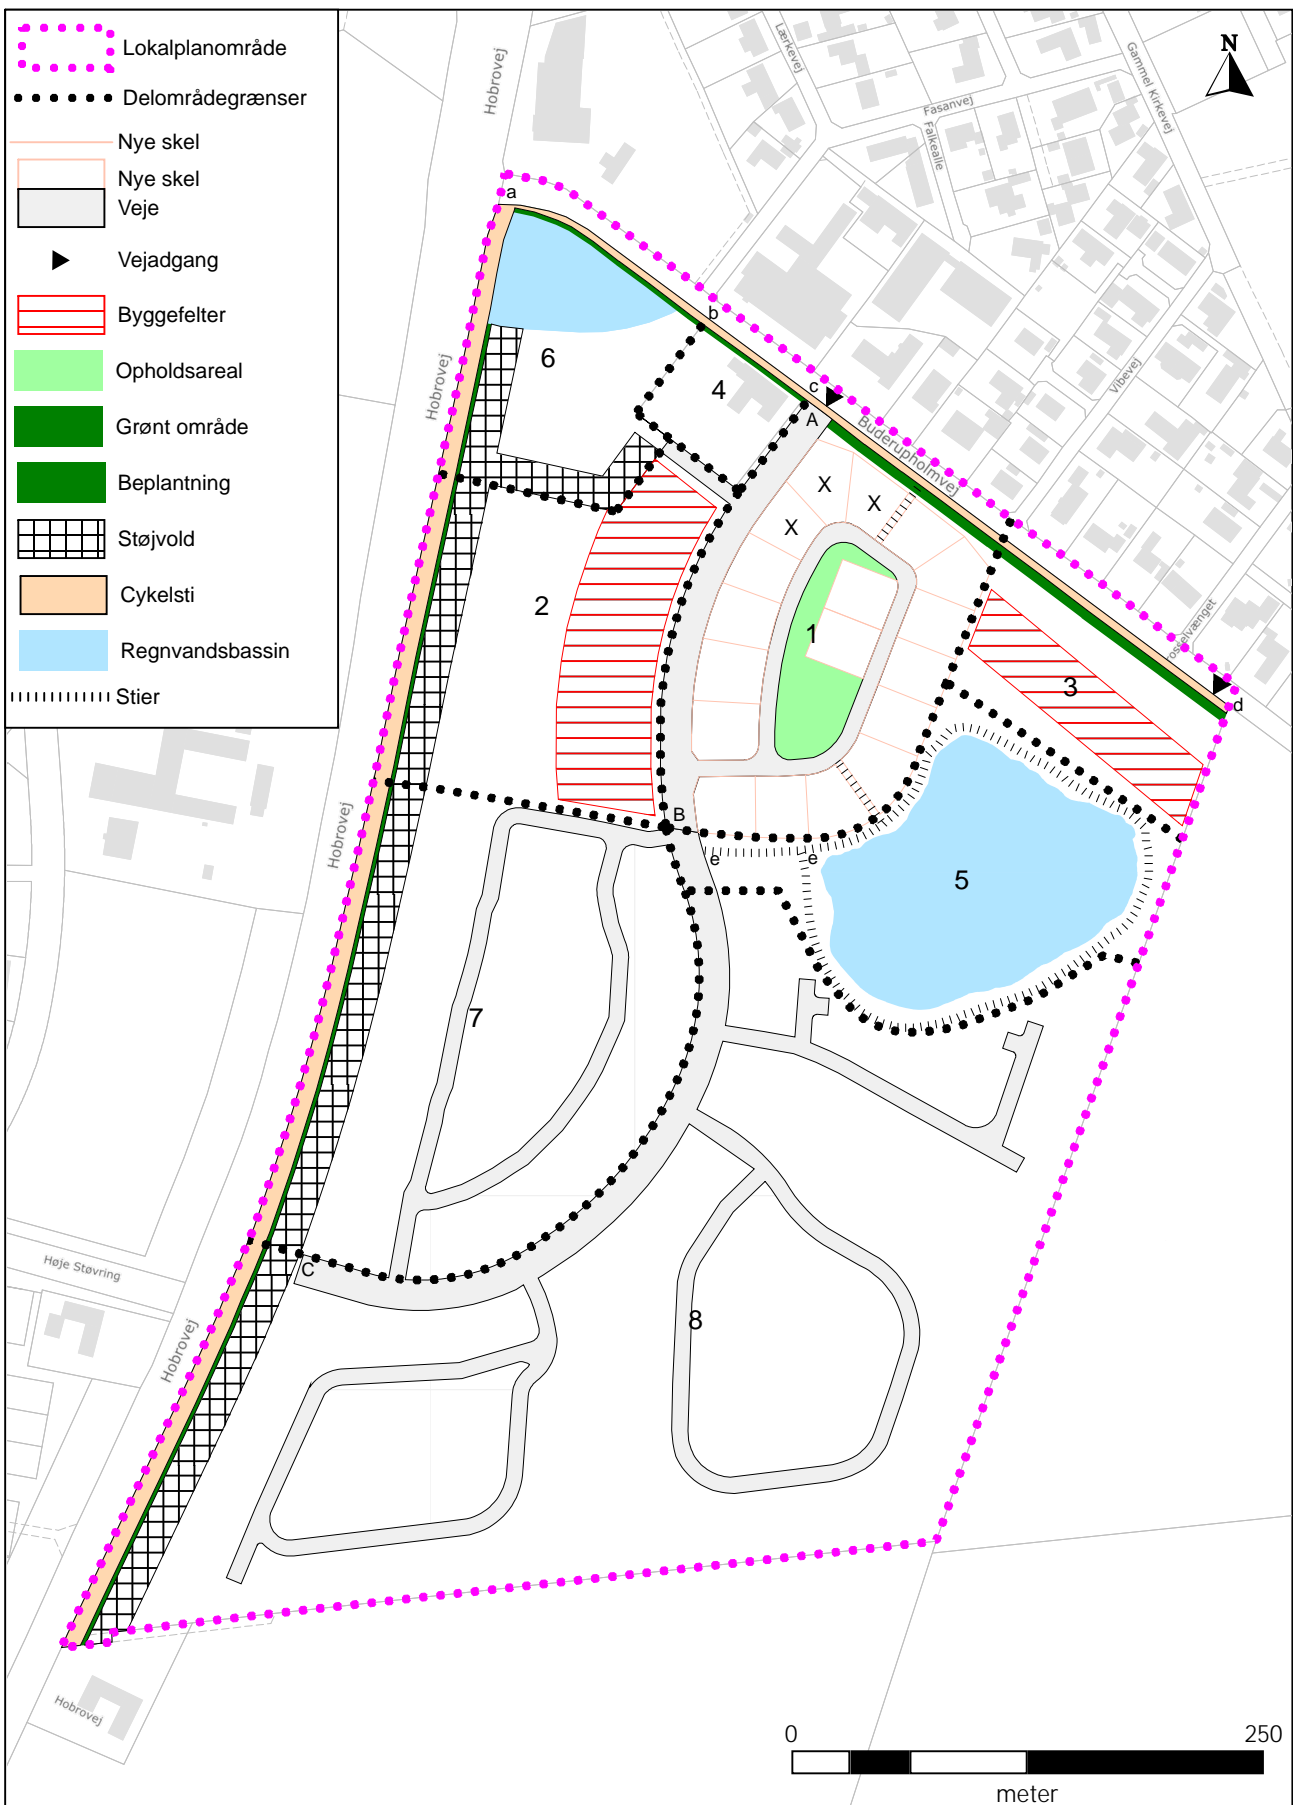 Lokalplanområde
Delområdegrænser
Nye skel
Nye skel
Veje
Vejadgang
Byggefelter
Opholdsareal
Grønt område
Beplantning
Støjvold
Cykelsti
Regnvandsbassin
Stier
N
Hobrovej
Lærkevej
Fasanvej
Falkealle
Gammel Kirkevej
a
b
6
Hobrovej
4
c
A
Buderupholmvej
Vibevej
X
X
X
2
1
3
d
B
e
e
5
Hobrovej
7
Høje Støvring
C
Hobrovej
8
Hobrovej
0 250
meter